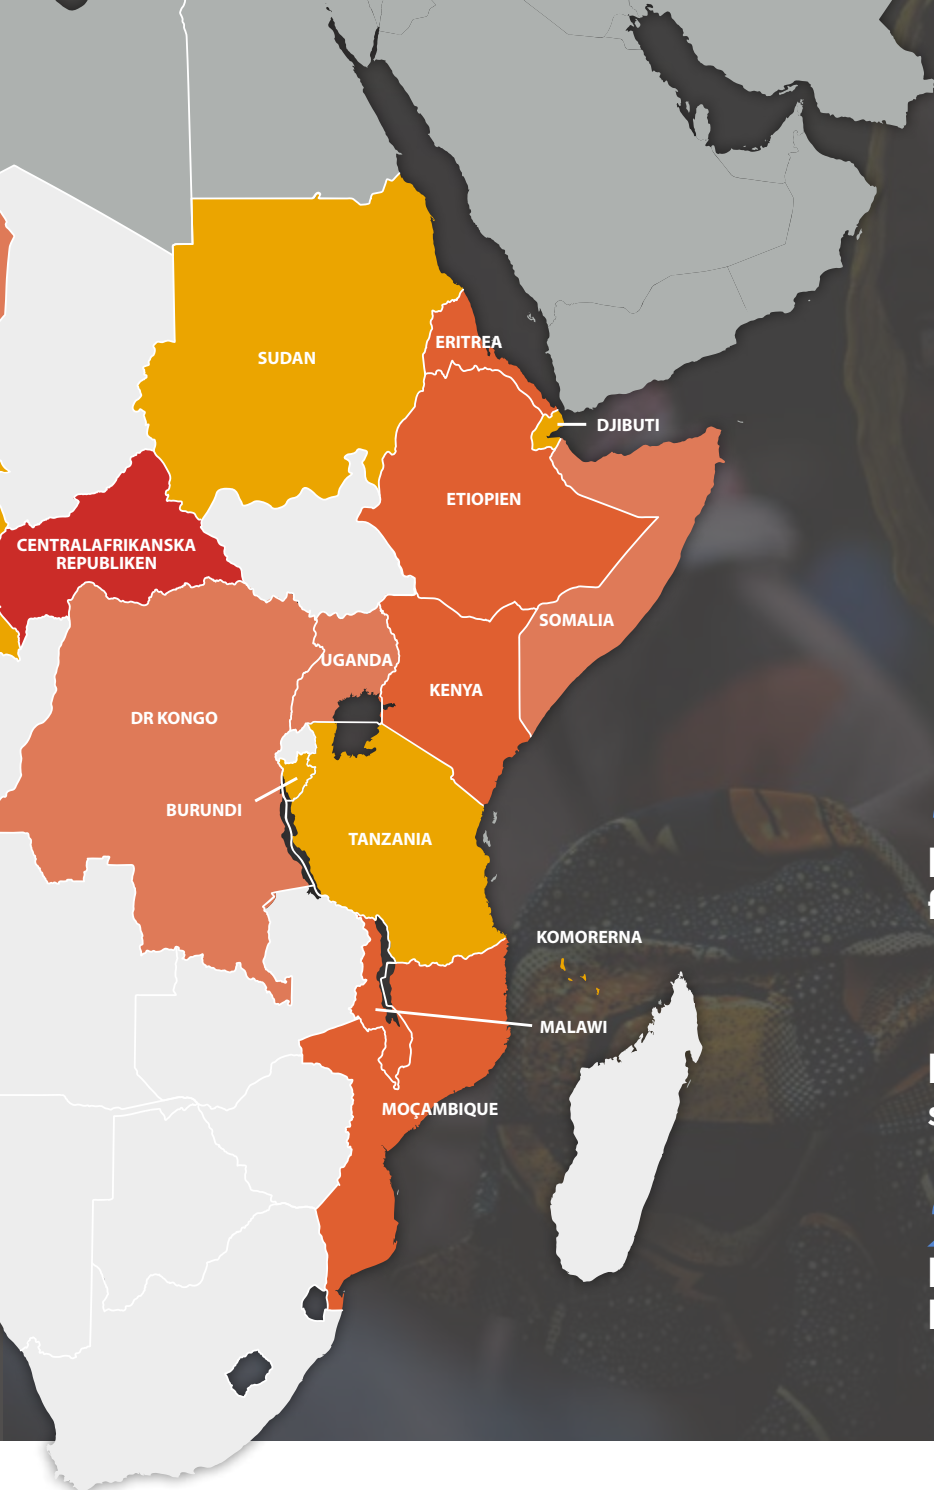 ERITREA
SUDAN
DJIBUTI
ETIOPIEN
CENTRALAFRIKANSKA
REPUBLIKEN
SOMALIA
UGANDA
KENYA
DR KONGO
BURUNDI
TANZANIA
KOMORERNA
MALAWI
MOÇAMBIQUE